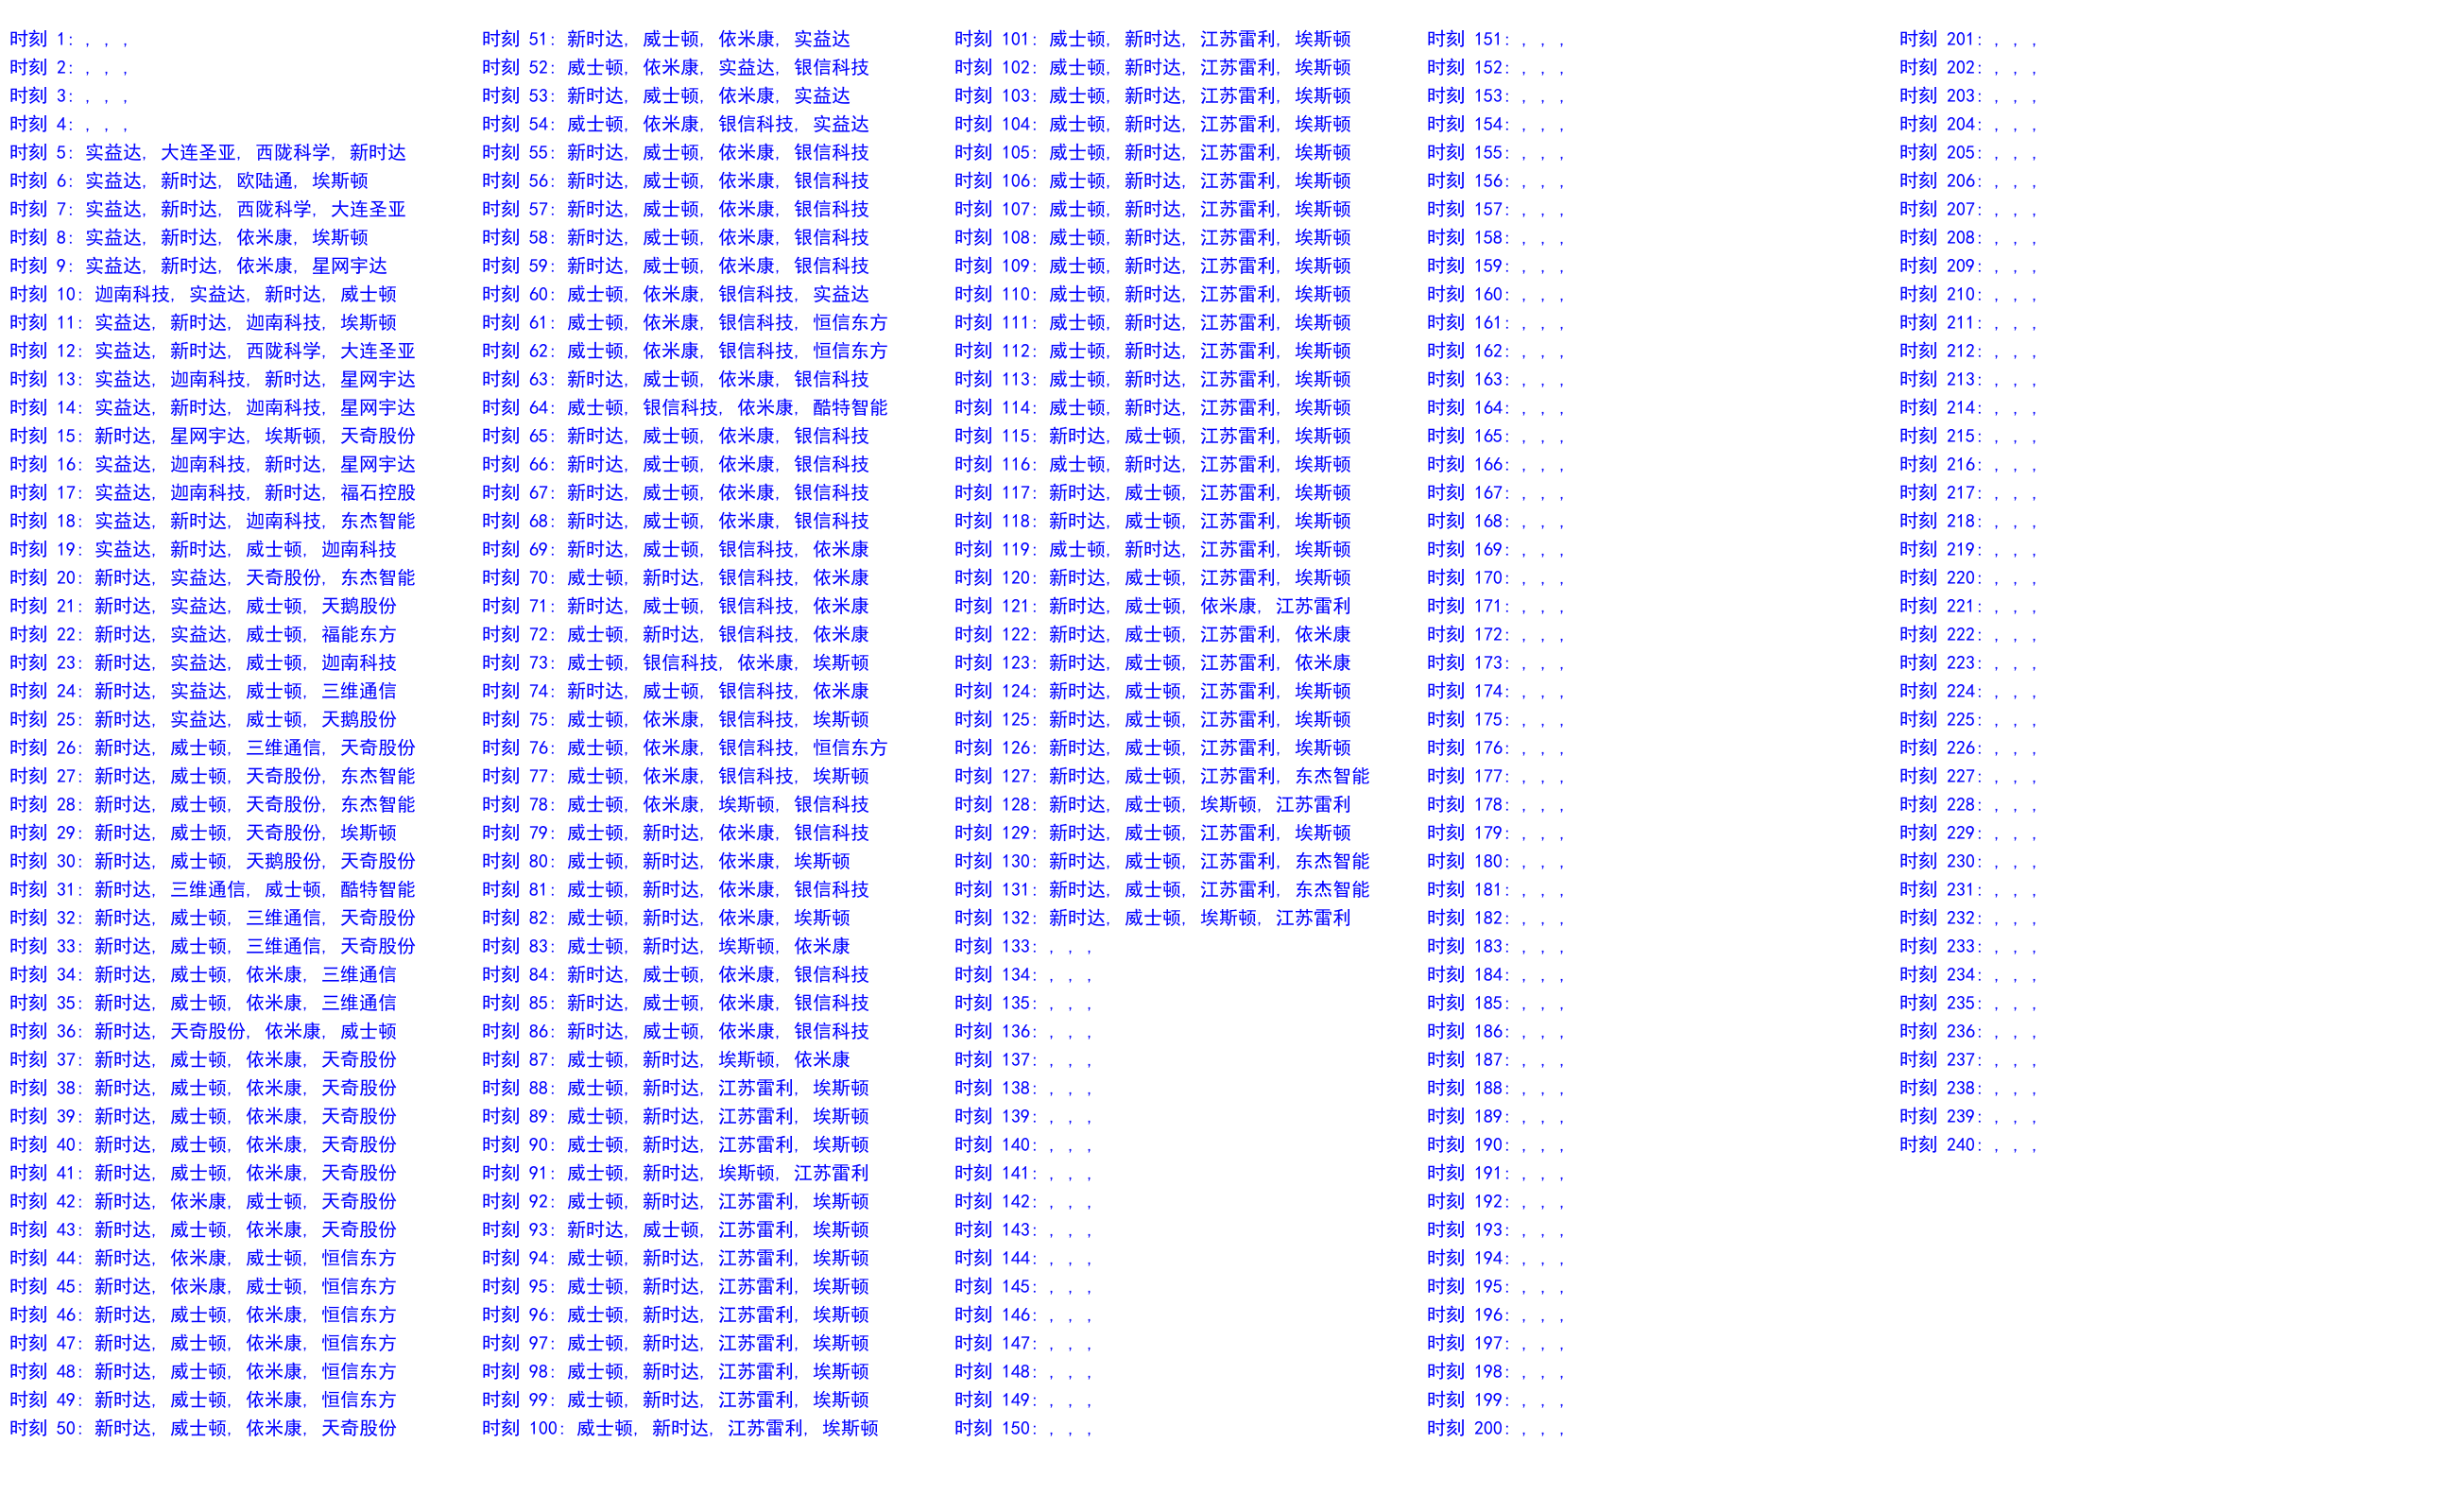 时刻 1: , , ,
时刻 2: , , ,
时刻 3: , , ,
时刻 4: , , ,
时刻 5: 实益达, 大连圣亚, 西陇科学, 新时达
时刻 6: 实益达, 新时达, 欧陆通, 埃斯顿
时刻 7: 实益达, 新时达, 西陇科学, 大连圣亚
时刻 8: 实益达, 新时达, 依米康, 埃斯顿
时刻 9: 实益达, 新时达, 依米康, 星网宇达
时刻 10: 迦南科技, 实益达, 新时达, 威士顿
时刻 11: 实益达, 新时达, 迦南科技, 埃斯顿
时刻 12: 实益达, 新时达, 西陇科学, 大连圣亚
时刻 13: 实益达, 迦南科技, 新时达, 星网宇达
时刻 14: 实益达, 新时达, 迦南科技, 星网宇达
时刻 15: 新时达, 星网宇达, 埃斯顿, 天奇股份
时刻 16: 实益达, 迦南科技, 新时达, 星网宇达
时刻 17: 实益达, 迦南科技, 新时达, 福石控股
时刻 18: 实益达, 新时达, 迦南科技, 东杰智能
时刻 19: 实益达, 新时达, 威士顿, 迦南科技
时刻 20: 新时达, 实益达, 天奇股份, 东杰智能
时刻 21: 新时达, 实益达, 威士顿, 天鹅股份
时刻 22: 新时达, 实益达, 威士顿, 福能东方
时刻 23: 新时达, 实益达, 威士顿, 迦南科技
时刻 24: 新时达, 实益达, 威士顿, 三维通信
时刻 25: 新时达, 实益达, 威士顿, 天鹅股份
时刻 26: 新时达, 威士顿, 三维通信, 天奇股份
时刻 27: 新时达, 威士顿, 天奇股份, 东杰智能
时刻 28: 新时达, 威士顿, 天奇股份, 东杰智能
时刻 29: 新时达, 威士顿, 天奇股份, 埃斯顿
时刻 30: 新时达, 威士顿, 天鹅股份, 天奇股份
时刻 31: 新时达, 三维通信, 威士顿, 酷特智能
时刻 32: 新时达, 威士顿, 三维通信, 天奇股份
时刻 33: 新时达, 威士顿, 三维通信, 天奇股份
时刻 34: 新时达, 威士顿, 依米康, 三维通信
时刻 35: 新时达, 威士顿, 依米康, 三维通信
时刻 36: 新时达, 天奇股份, 依米康, 威士顿
时刻 37: 新时达, 威士顿, 依米康, 天奇股份
时刻 38: 新时达, 威士顿, 依米康, 天奇股份
时刻 39: 新时达, 威士顿, 依米康, 天奇股份
时刻 40: 新时达, 威士顿, 依米康, 天奇股份
时刻 41: 新时达, 威士顿, 依米康, 天奇股份
时刻 42: 新时达, 依米康, 威士顿, 天奇股份
时刻 43: 新时达, 威士顿, 依米康, 天奇股份
时刻 44: 新时达, 依米康, 威士顿, 恒信东方
时刻 45: 新时达, 依米康, 威士顿, 恒信东方
时刻 46: 新时达, 威士顿, 依米康, 恒信东方
时刻 47: 新时达, 威士顿, 依米康, 恒信东方
时刻 48: 新时达, 威士顿, 依米康, 恒信东方
时刻 49: 新时达, 威士顿, 依米康, 恒信东方
时刻 50: 新时达, 威士顿, 依米康, 天奇股份
时刻 51: 新时达, 威士顿, 依米康, 实益达
时刻 52: 威士顿, 依米康, 实益达, 银信科技
时刻 53: 新时达, 威士顿, 依米康, 实益达
时刻 54: 威士顿, 依米康, 银信科技, 实益达
时刻 55: 新时达, 威士顿, 依米康, 银信科技
时刻 56: 新时达, 威士顿, 依米康, 银信科技
时刻 57: 新时达, 威士顿, 依米康, 银信科技
时刻 58: 新时达, 威士顿, 依米康, 银信科技
时刻 59: 新时达, 威士顿, 依米康, 银信科技
时刻 60: 威士顿, 依米康, 银信科技, 实益达
时刻 61: 威士顿, 依米康, 银信科技, 恒信东方
时刻 62: 威士顿, 依米康, 银信科技, 恒信东方
时刻 63: 新时达, 威士顿, 依米康, 银信科技
时刻 64: 威士顿, 银信科技, 依米康, 酷特智能
时刻 65: 新时达, 威士顿, 依米康, 银信科技
时刻 66: 新时达, 威士顿, 依米康, 银信科技
时刻 67: 新时达, 威士顿, 依米康, 银信科技
时刻 68: 新时达, 威士顿, 依米康, 银信科技
时刻 69: 新时达, 威士顿, 银信科技, 依米康
时刻 70: 威士顿, 新时达, 银信科技, 依米康
时刻 71: 新时达, 威士顿, 银信科技, 依米康
时刻 72: 威士顿, 新时达, 银信科技, 依米康
时刻 73: 威士顿, 银信科技, 依米康, 埃斯顿
时刻 74: 新时达, 威士顿, 银信科技, 依米康
时刻 75: 威士顿, 依米康, 银信科技, 埃斯顿
时刻 76: 威士顿, 依米康, 银信科技, 恒信东方
时刻 77: 威士顿, 依米康, 银信科技, 埃斯顿
时刻 78: 威士顿, 依米康, 埃斯顿, 银信科技
时刻 79: 威士顿, 新时达, 依米康, 银信科技
时刻 80: 威士顿, 新时达, 依米康, 埃斯顿
时刻 81: 威士顿, 新时达, 依米康, 银信科技
时刻 82: 威士顿, 新时达, 依米康, 埃斯顿
时刻 83: 威士顿, 新时达, 埃斯顿, 依米康
时刻 84: 新时达, 威士顿, 依米康, 银信科技
时刻 85: 新时达, 威士顿, 依米康, 银信科技
时刻 86: 新时达, 威士顿, 依米康, 银信科技
时刻 87: 威士顿, 新时达, 埃斯顿, 依米康
时刻 88: 威士顿, 新时达, 江苏雷利, 埃斯顿
时刻 89: 威士顿, 新时达, 江苏雷利, 埃斯顿
时刻 90: 威士顿, 新时达, 江苏雷利, 埃斯顿
时刻 91: 威士顿, 新时达, 埃斯顿, 江苏雷利
时刻 92: 威士顿, 新时达, 江苏雷利, 埃斯顿
时刻 93: 新时达, 威士顿, 江苏雷利, 埃斯顿
时刻 94: 威士顿, 新时达, 江苏雷利, 埃斯顿
时刻 95: 威士顿, 新时达, 江苏雷利, 埃斯顿
时刻 96: 威士顿, 新时达, 江苏雷利, 埃斯顿
时刻 97: 威士顿, 新时达, 江苏雷利, 埃斯顿
时刻 98: 威士顿, 新时达, 江苏雷利, 埃斯顿
时刻 99: 威士顿, 新时达, 江苏雷利, 埃斯顿
时刻 100: 威士顿, 新时达, 江苏雷利, 埃斯顿
时刻 101: 威士顿, 新时达, 江苏雷利, 埃斯顿
时刻 102: 威士顿, 新时达, 江苏雷利, 埃斯顿
时刻 103: 威士顿, 新时达, 江苏雷利, 埃斯顿
时刻 104: 威士顿, 新时达, 江苏雷利, 埃斯顿
时刻 105: 威士顿, 新时达, 江苏雷利, 埃斯顿
时刻 106: 威士顿, 新时达, 江苏雷利, 埃斯顿
时刻 107: 威士顿, 新时达, 江苏雷利, 埃斯顿
时刻 108: 威士顿, 新时达, 江苏雷利, 埃斯顿
时刻 109: 威士顿, 新时达, 江苏雷利, 埃斯顿
时刻 110: 威士顿, 新时达, 江苏雷利, 埃斯顿
时刻 111: 威士顿, 新时达, 江苏雷利, 埃斯顿
时刻 112: 威士顿, 新时达, 江苏雷利, 埃斯顿
时刻 113: 威士顿, 新时达, 江苏雷利, 埃斯顿
时刻 114: 威士顿, 新时达, 江苏雷利, 埃斯顿
时刻 115: 新时达, 威士顿, 江苏雷利, 埃斯顿
时刻 116: 威士顿, 新时达, 江苏雷利, 埃斯顿
时刻 117: 新时达, 威士顿, 江苏雷利, 埃斯顿
时刻 118: 新时达, 威士顿, 江苏雷利, 埃斯顿
时刻 119: 威士顿, 新时达, 江苏雷利, 埃斯顿
时刻 120: 新时达, 威士顿, 江苏雷利, 埃斯顿
时刻 121: 新时达, 威士顿, 依米康, 江苏雷利
时刻 122: 新时达, 威士顿, 江苏雷利, 依米康
时刻 123: 新时达, 威士顿, 江苏雷利, 依米康
时刻 124: 新时达, 威士顿, 江苏雷利, 埃斯顿
时刻 125: 新时达, 威士顿, 江苏雷利, 埃斯顿
时刻 126: 新时达, 威士顿, 江苏雷利, 埃斯顿
时刻 127: 新时达, 威士顿, 江苏雷利, 东杰智能
时刻 128: 新时达, 威士顿, 埃斯顿, 江苏雷利
时刻 129: 新时达, 威士顿, 江苏雷利, 埃斯顿
时刻 130: 新时达, 威士顿, 江苏雷利, 东杰智能
时刻 131: 新时达, 威士顿, 江苏雷利, 东杰智能
时刻 132: 新时达, 威士顿, 埃斯顿, 江苏雷利
时刻 133: , , ,
时刻 134: , , ,
时刻 135: , , ,
时刻 136: , , ,
时刻 137: , , ,
时刻 138: , , ,
时刻 139: , , ,
时刻 140: , , ,
时刻 141: , , ,
时刻 142: , , ,
时刻 143: , , ,
时刻 144: , , ,
时刻 145: , , ,
时刻 146: , , ,
时刻 147: , , ,
时刻 148: , , ,
时刻 149: , , ,
时刻 150: , , ,
时刻 151: , , ,
时刻 152: , , ,
时刻 153: , , ,
时刻 154: , , ,
时刻 155: , , ,
时刻 156: , , ,
时刻 157: , , ,
时刻 158: , , ,
时刻 159: , , ,
时刻 160: , , ,
时刻 161: , , ,
时刻 162: , , ,
时刻 163: , , ,
时刻 164: , , ,
时刻 165: , , ,
时刻 166: , , ,
时刻 167: , , ,
时刻 168: , , ,
时刻 169: , , ,
时刻 170: , , ,
时刻 171: , , ,
时刻 172: , , ,
时刻 173: , , ,
时刻 174: , , ,
时刻 175: , , ,
时刻 176: , , ,
时刻 177: , , ,
时刻 178: , , ,
时刻 179: , , ,
时刻 180: , , ,
时刻 181: , , ,
时刻 182: , , ,
时刻 183: , , ,
时刻 184: , , ,
时刻 185: , , ,
时刻 186: , , ,
时刻 187: , , ,
时刻 188: , , ,
时刻 189: , , ,
时刻 190: , , ,
时刻 191: , , ,
时刻 192: , , ,
时刻 193: , , ,
时刻 194: , , ,
时刻 195: , , ,
时刻 196: , , ,
时刻 197: , , ,
时刻 198: , , ,
时刻 199: , , ,
时刻 200: , , ,
时刻 201: , , ,
时刻 202: , , ,
时刻 203: , , ,
时刻 204: , , ,
时刻 205: , , ,
时刻 206: , , ,
时刻 207: , , ,
时刻 208: , , ,
时刻 209: , , ,
时刻 210: , , ,
时刻 211: , , ,
时刻 212: , , ,
时刻 213: , , ,
时刻 214: , , ,
时刻 215: , , ,
时刻 216: , , ,
时刻 217: , , ,
时刻 218: , , ,
时刻 219: , , ,
时刻 220: , , ,
时刻 221: , , ,
时刻 222: , , ,
时刻 223: , , ,
时刻 224: , , ,
时刻 225: , , ,
时刻 226: , , ,
时刻 227: , , ,
时刻 228: , , ,
时刻 229: , , ,
时刻 230: , , ,
时刻 231: , , ,
时刻 232: , , ,
时刻 233: , , ,
时刻 234: , , ,
时刻 235: , , ,
时刻 236: , , ,
时刻 237: , , ,
时刻 238: , , ,
时刻 239: , , ,
时刻 240: , , ,